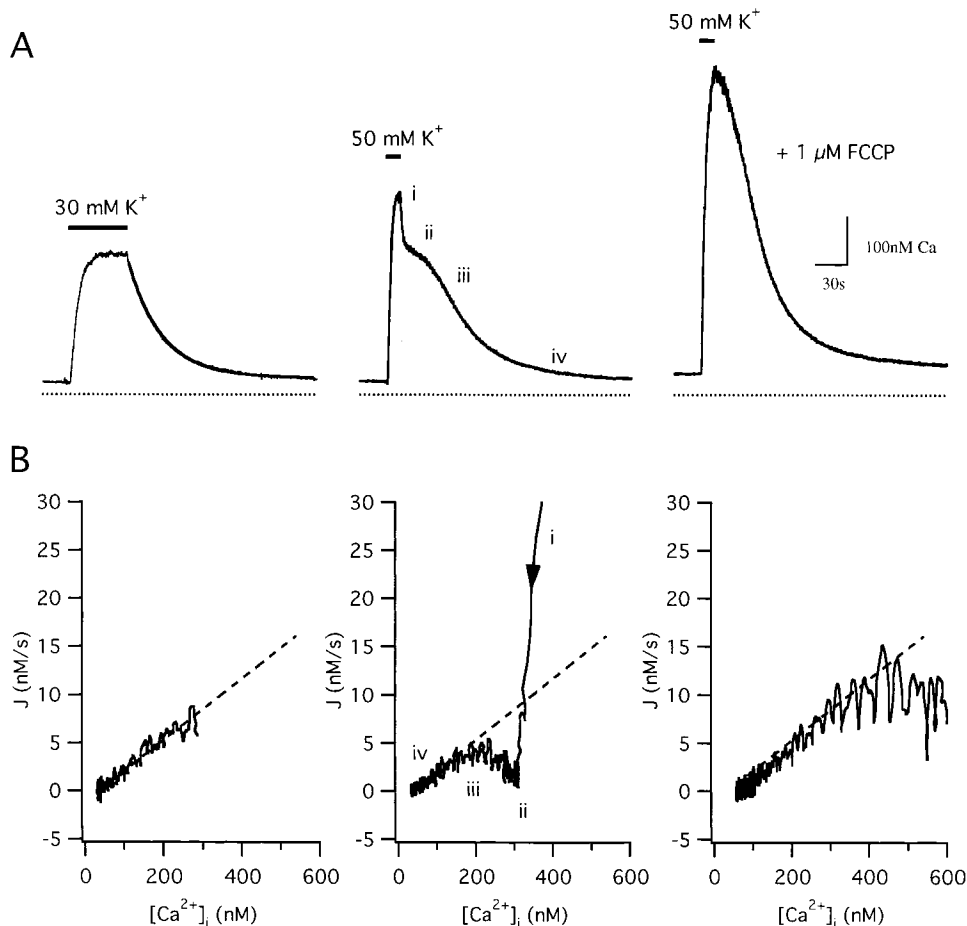 A
30 mM K⁺
50 mM K⁺
i
ii
iii
iv
50 mM K⁺
+ 1 µM FCCP
100nM Ca
30s
B
J (nM/s)
30
25
20
15
10
5
0
-5
0
200
400
600
[Ca²⁺]ᵢ (nM)
J (nM/s)
30
25
20
15
10
5
0
-5
i
iv
iii
ii
0
200
400
600
[Ca²⁺]ᵢ (nM)
J (nM/s)
30
25
20
15
10
5
0
-5
0
200
400
600
[Ca²⁺]ᵢ (nM)